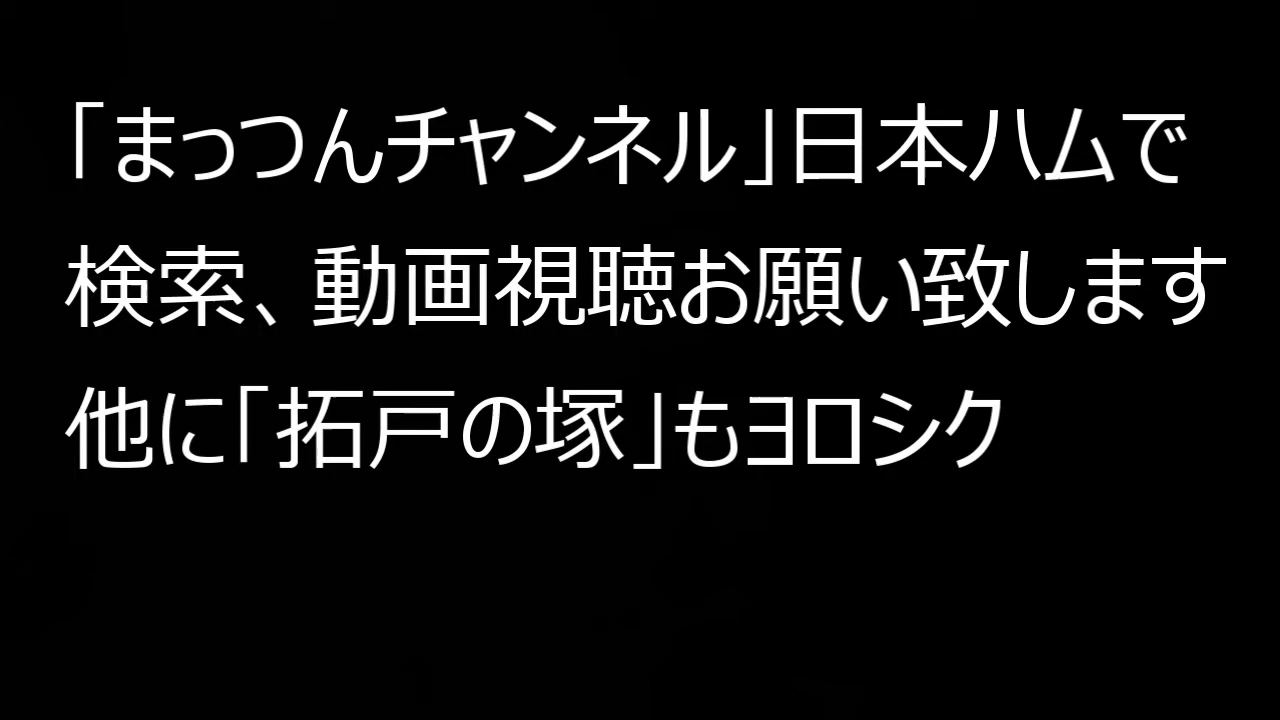 「まっつんチャンネル」日本ハムで
検索、動画視聴お願い致します
他に「拓戸の塚」もヨロシク